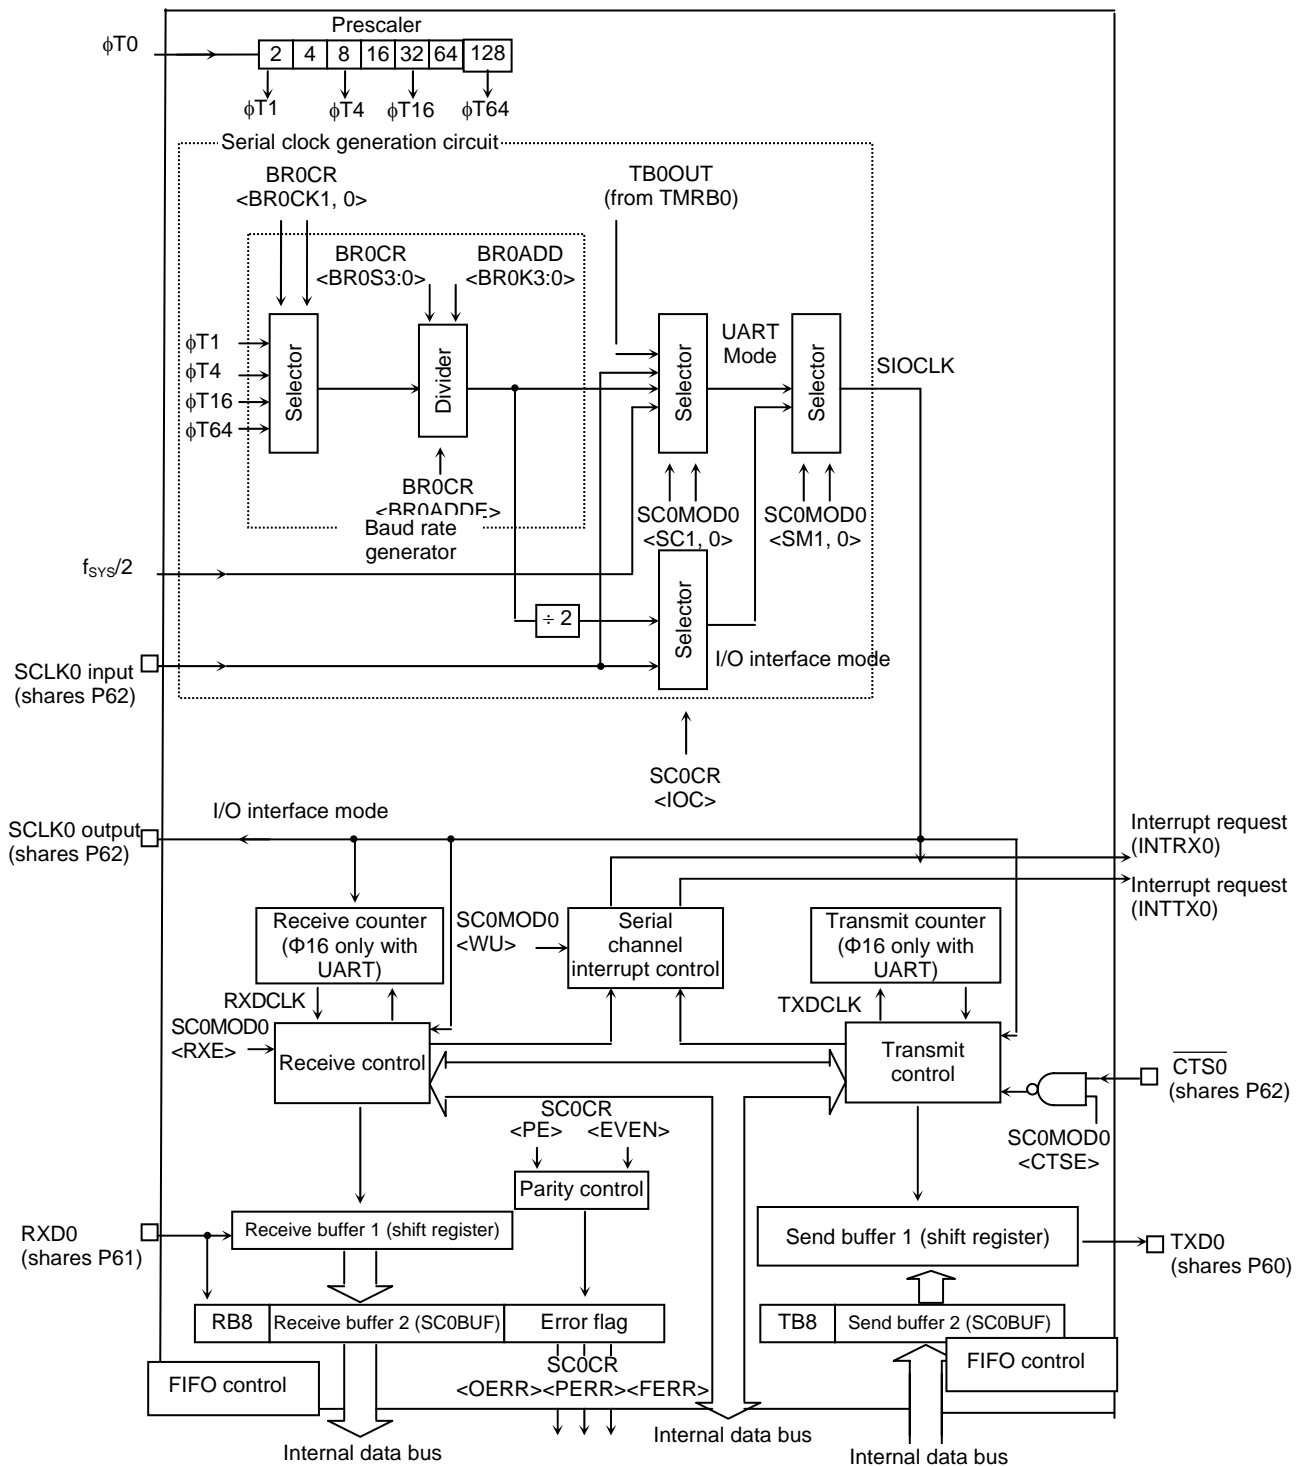 Prescaler
ϕT0
2 4 8 16 32 64 128
ϕT1 ϕT4 ϕT16 ϕT64
Serial clock generation circuit
BR0CR
<BR0CK1, 0>
TB0OUT
(from TMRB0)
BR0CR
<BR0S3:0>
BR0ADD
<BR0K3:0>
ϕT1
ϕT4
ϕT16
ϕT64
Selector
Divider
Selector
UART
Mode
Selector
SIOCLK
BR0CR
<BR0ADDE>
Baud rate
generator
SC0MOD0
<SC1, 0>
SC0MOD0
<SM1, 0>
fSYS/2
÷ 2
Selector
I/O interface mode
SCLK0 input
(shares P62)
SC0CR
<IOC>
I/O interface mode
SCLK0 output
(shares P62)
Interrupt request
(INTRX0)
Interrupt request
(INTTX0)
Receive counter
(Φ16 only with
UART)
SC0MOD0
<WU>
Serial
channel
interrupt control
Transmit counter
(Φ16 only with
UART)
RXDCLK
TXDCLK
SC0MOD0
<RXE>
Receive control
Transmit
control
CTS0
(shares P62)
SC0MOD0
<CTSE>
SC0CR
<PE> <EVEN>
Parity control
RXD0
(shares P61)
Receive buffer 1 (shift register)
Send buffer 1 (shift register)
TXD0
(shares P60)
RB8
Receive buffer 2 (SC0BUF)
Error flag
TB8
Send buffer 2 (SC0BUF)
FIFO control
SC0CR
<OERR><PERR><FERR>
FIFO control
Internal data bus
Internal data bus
Internal data bus